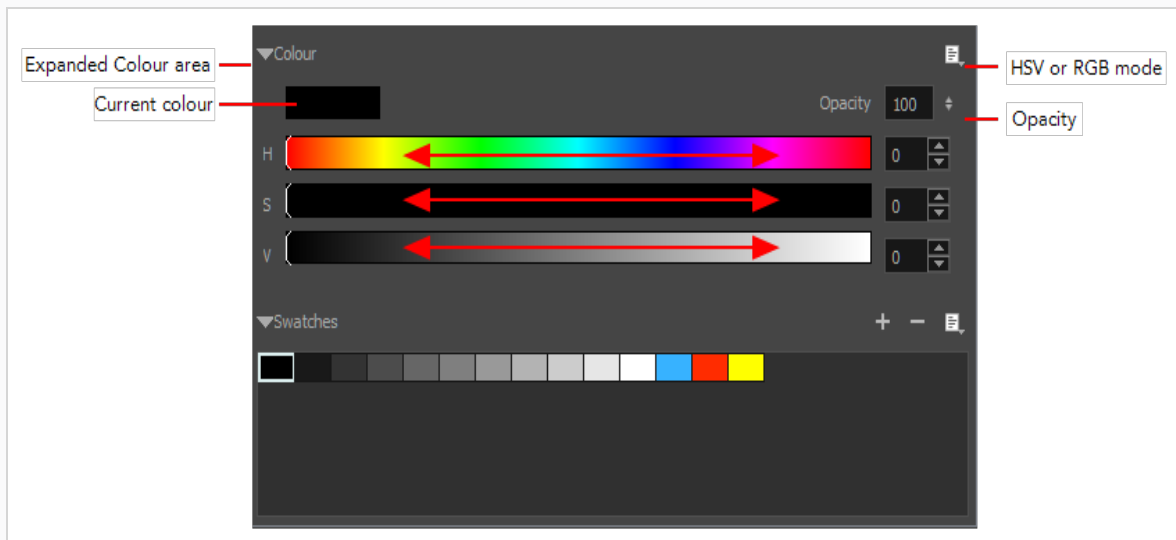 Colour
Expanded Colour area
HSV or RGB mode
Current colour
Opacity 100
Opacity
H 0
S 0
V 0
Swatches